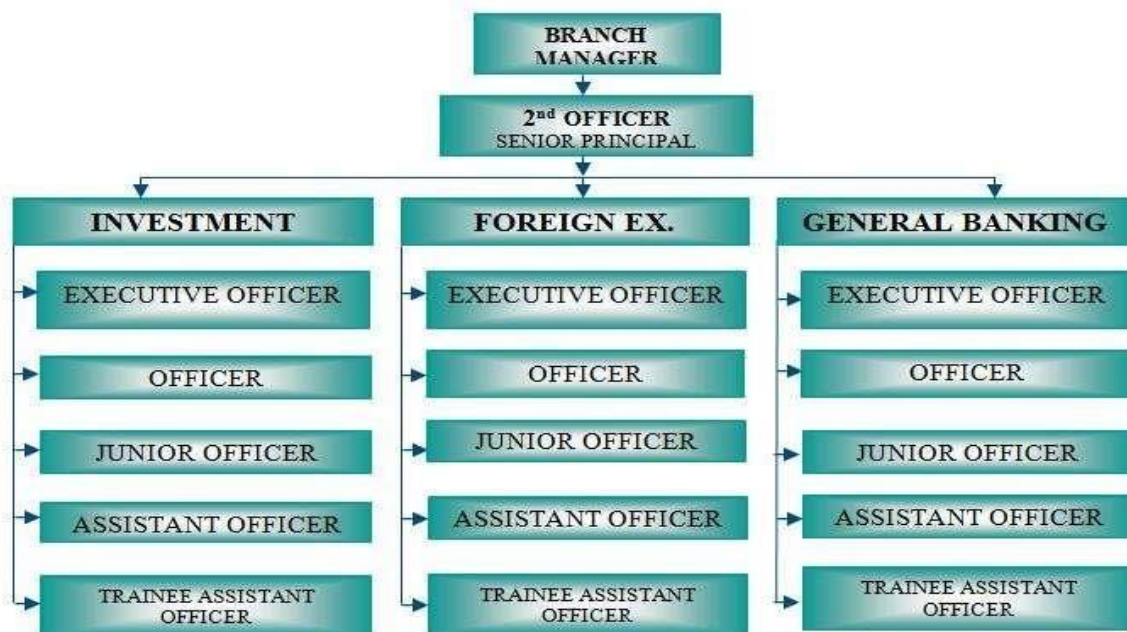 BRANCH
MANAGER
2nd OFFICER
SENIOR PRINCIPAL
INVESTMENT
EXECUTIVE OFFICER
OFFICER
JUNIOR OFFICER
ASSISTANT OFFICER
TRAINEE ASSISTANT
OFFICER
FOREIGN EX.
EXECUTIVE OFFICER
OFFICER
JUNIOR OFFICER
ASSISTANT OFFICER
TRAINEE ASSISTANT
OFFICER
GENERAL BANKING
EXECUTIVE OFFICER
OFFICER
JUNIOR OFFICER
ASSISTANT OFFICER
TRAINEE ASSISTANT
OFFICER